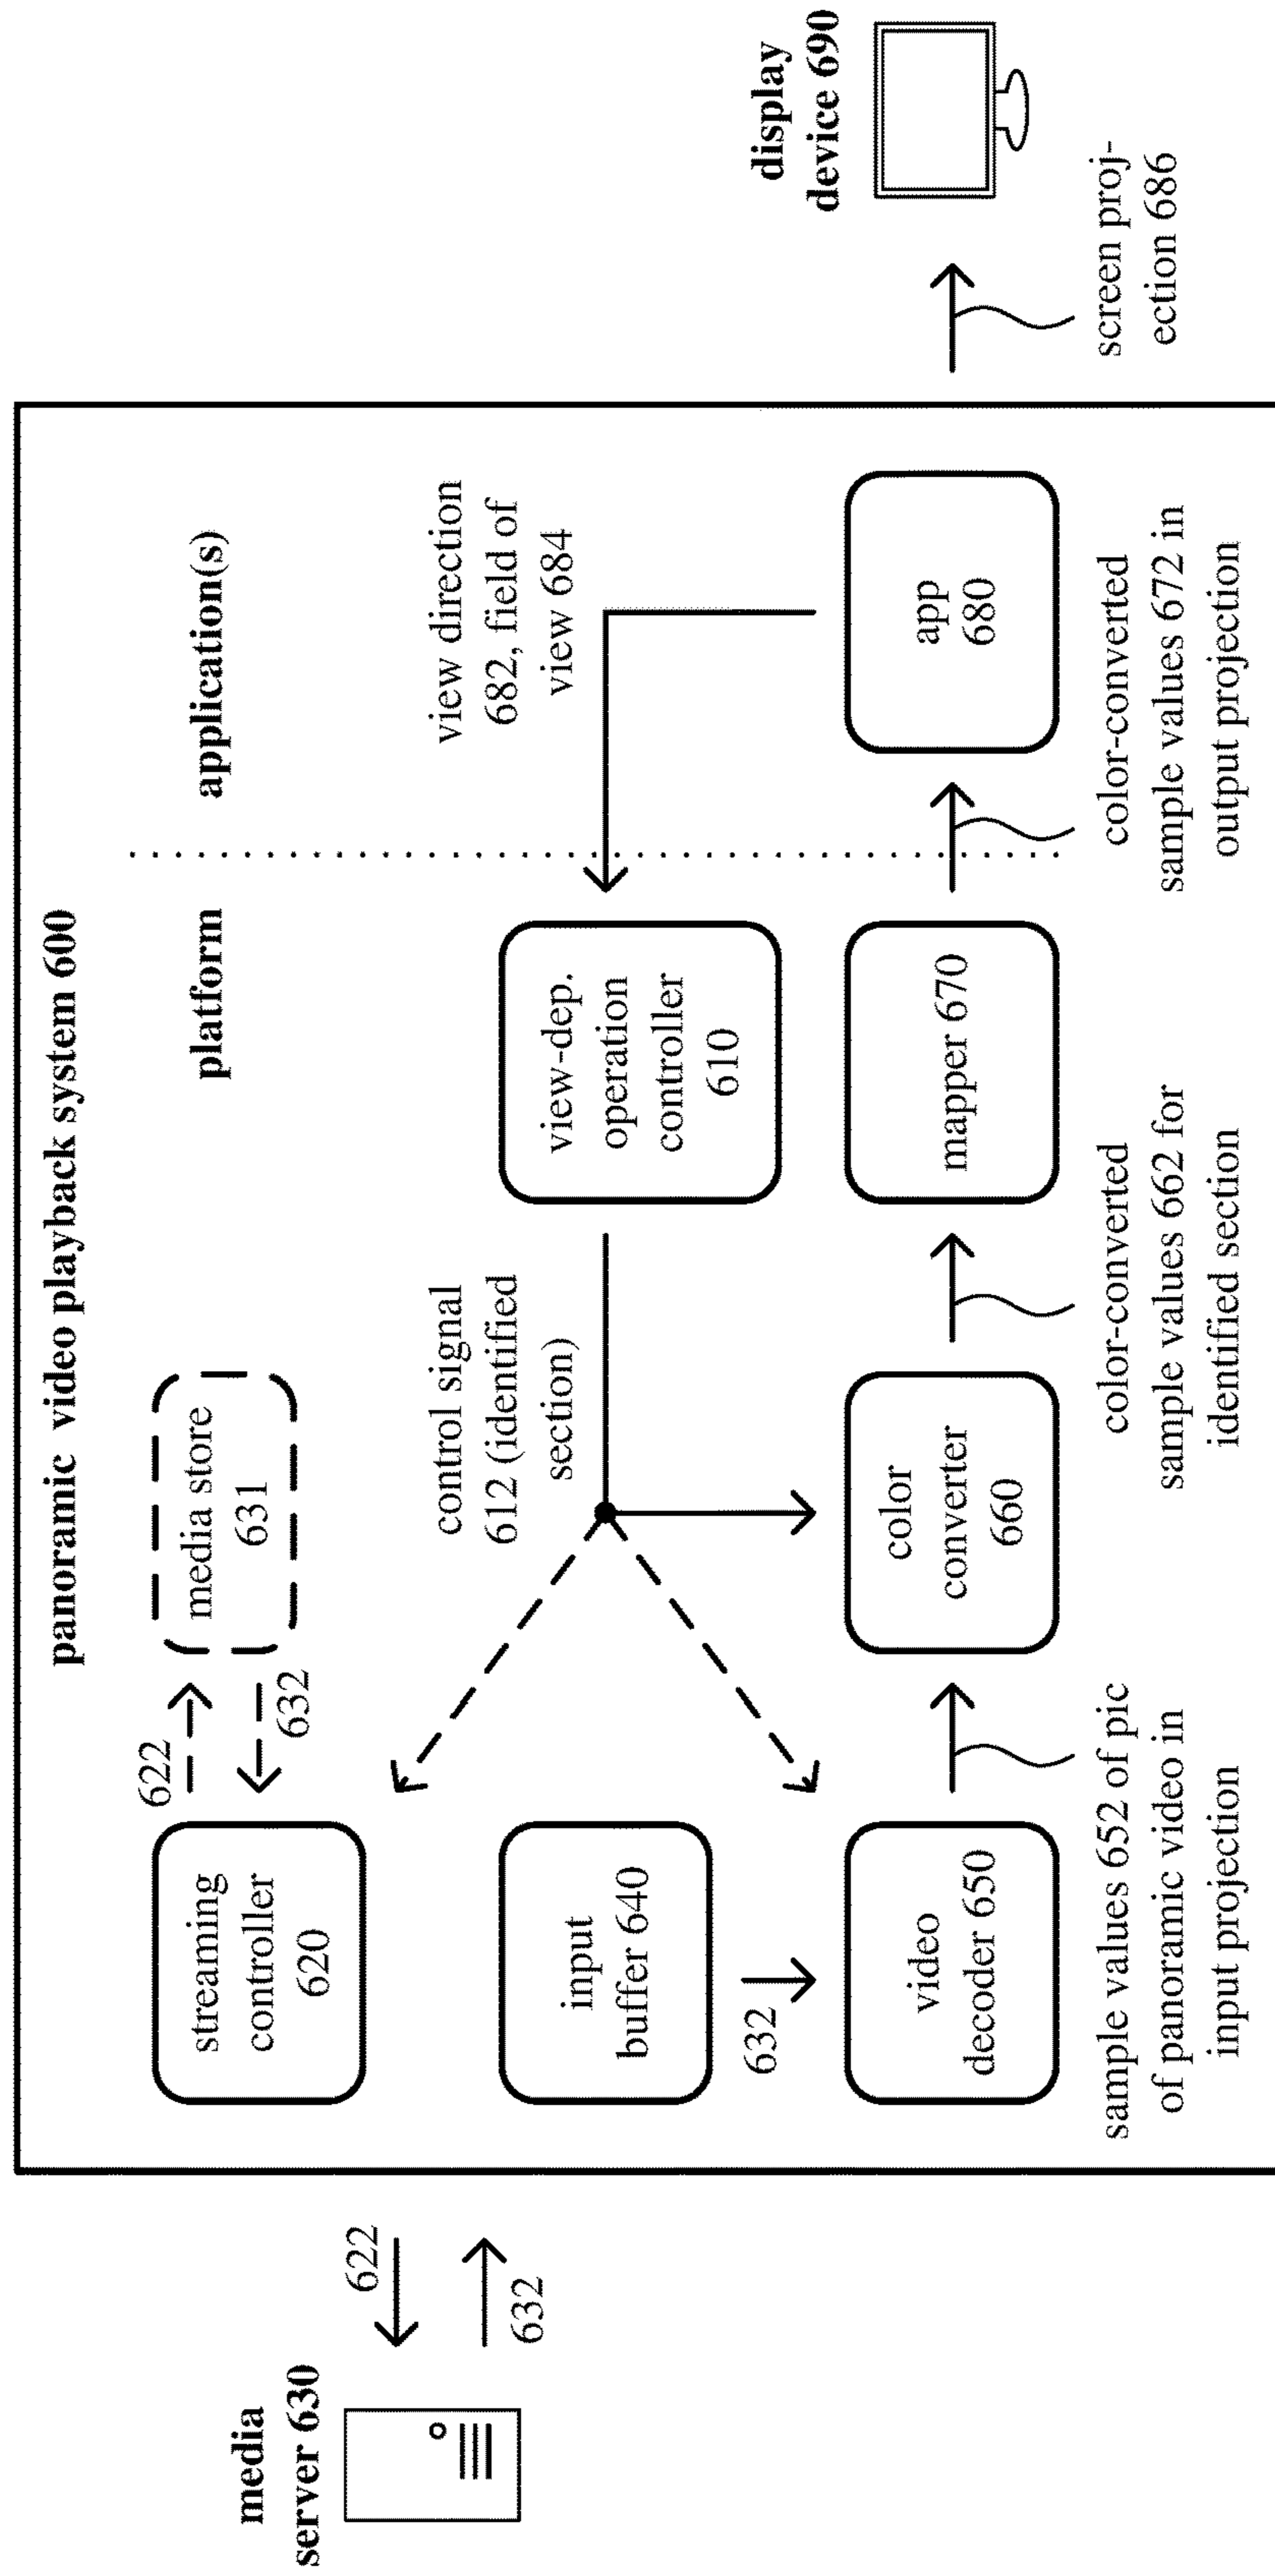 panoramic video playback system 600
platform
application(s)
media
server 630
622
632
streaming
controller
620
622
632
media store
631
control signal
612 (identified
section)
view-dep.
operation
controller
610
view direction
682, field of
view 684
input
buffer 640
632
video
decoder 650
color
converter
660
mapper 670
app
680
display
device 690
sample values 652 of pic
of panoramic video in
input projection
color-converted
sample values 662 for
identified section
color-converted
sample values 672 in
output projection
screen proj-
ection 686